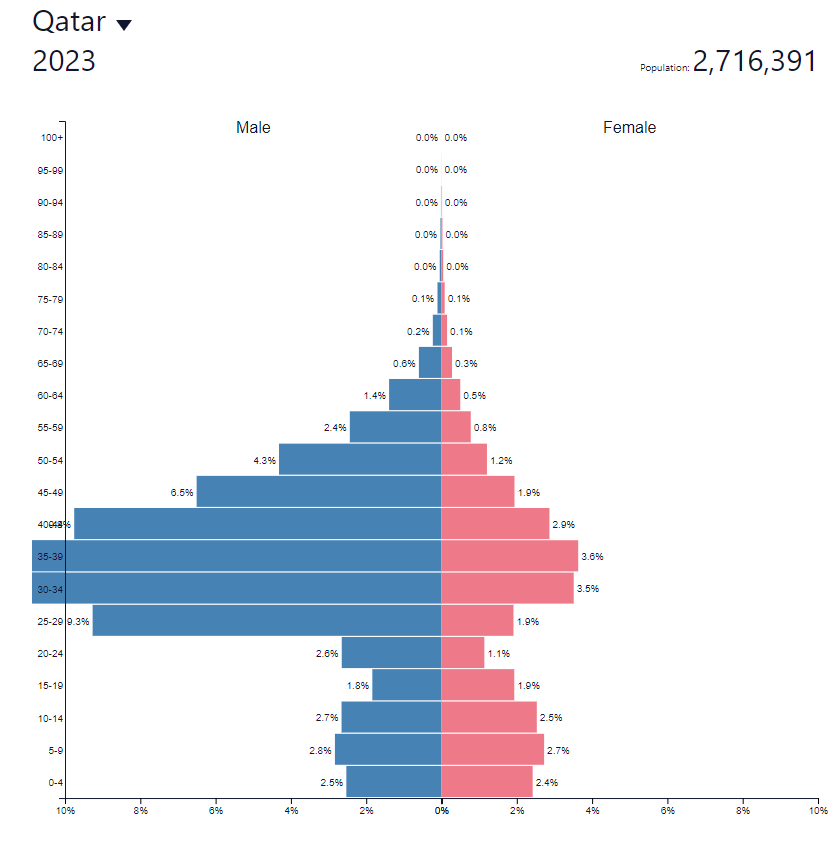 Qatar
2023
Population: 2,716,391
Male Female
100+ 0.0% 0.0%
95-99 0.0% 0.0%
90-94 0.0% 0.0%
85-89 0.0% 0.0%
80-84 0.0% 0.0%
75-79 0.1% 0.1%
70-74 0.2% 0.1%
65-69 0.6% 0.3%
60-64 1.4% 0.5%
55-59 2.4% 0.8%
50-54 4.3% 1.2%
45-49 6.5% 1.9%
2.9%
35-39 3.6%
30-34 3.5%
25-29 9.3% 1.9%
20-24 2.6% 1.1%
15-19 1.8% 1.9%
10-14 2.7% 2.5%
5-9 2.8% 2.7%
0-4 2.5% 2.4%
10% 8% 6% 4% 2% 0% 2% 4% 6% 8% 10%